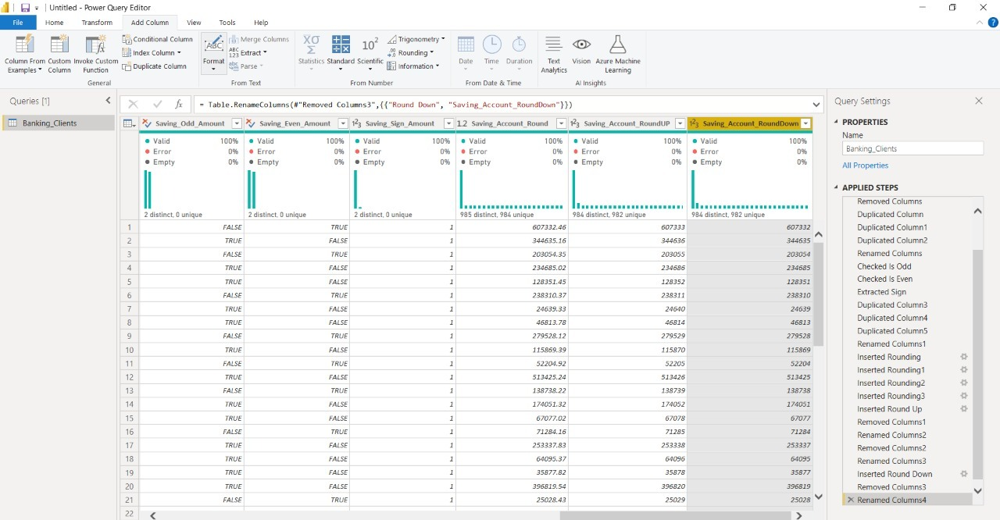 Untitled - Power Query Editor
File Home Transform Add Column View Tools Help
Column From Examples Custom Column Invoke Custom Function Conditional Column Index Column Duplicate Column
General
Format Merge Columns Extract Parse
From Text
Statistics Standard Scientific Trigonometry Rounding Information
From Number
Date Time Duration
From Date & Time
Text Analytics Vision Azure Machine Learning
AI Insights
Queries [1]
Banking_Clients
fx = Table.RenameColumns(#"Removed Columns3",{{"Round Down", "Saving_Account_RoundDown"}})
Saving_Odd_Amount Saving_Even_Amount 1²3 Saving_Sign_Amount 1.2 Saving_Account_Round 1²3 Saving_Account_RoundUP 1²3 Saving_Account_RoundDown
Valid 100% Valid 100% Valid 100% Valid 100% Valid 100% Valid 100%
Error 0% Error 0% Error 0% Error 0% Error 0% Error 0%
Empty 0% Empty 0% Empty 0% Empty 0% Empty 0% Empty 0%
2 distinct, 0 unique 2 distinct, 0 unique 2 distinct, 0 unique 985 distinct, 984 unique 984 distinct, 982 unique 984 distinct, 982 unique
1 FALSE TRUE 1 607332.46 607333 607332
2 TRUE FALSE 1 344635.16 344636 344635
3 FALSE TRUE 1 203054.35 203055 203054
4 TRUE FALSE 1 234685.02 234686 234685
5 TRUE FALSE 1 128351.45 128352 128351
6 FALSE TRUE 1 238310.37 238311 238310
7 TRUE FALSE 1 24639.33 24640 24639
8 TRUE FALSE 1 46813.78 46814 46813
9 FALSE TRUE 1 279528.12 279529 279528
10 TRUE FALSE 1 115869.39 115870 115869
11 FALSE TRUE 1 52204.92 52205 52204
12 TRUE FALSE 1 513425.24 513426 513425
13 FALSE TRUE 1 138738.22 138739 138738
14 TRUE FALSE 1 174051.32 174052 174051
15 TRUE FALSE 1 67077.02 67078 67077
16 FALSE TRUE 1 71284.16 71285 71284
17 TRUE FALSE 1 253337.83 253338 253337
18 TRUE FALSE 1 64095.37 64096 64095
19 TRUE FALSE 1 35877.82 35878 35877
20 TRUE FALSE 1 396819.54 396820 396819
21 FALSE TRUE 1 25028.43 25029 25028
22
Query Settings
PROPERTIES
Name
Banking_Clients
All Properties
APPLIED STEPS
Removed Columns
Duplicated Column
Duplicated Column1
Duplicated Column2
Renamed Columns
Checked Is Odd
Checked Is Even
Extracted Sign
Duplicated Column3
Duplicated Column4
Duplicated Column5
Renamed Columns1
Inserted Rounding
Inserted Rounding1
Inserted Rounding2
Inserted Rounding3
Inserted Round Up
Removed Columns1
Renamed Columns2
Removed Columns2
Renamed Columns3
Inserted Round Down
Removed Columns3
Renamed Columns4